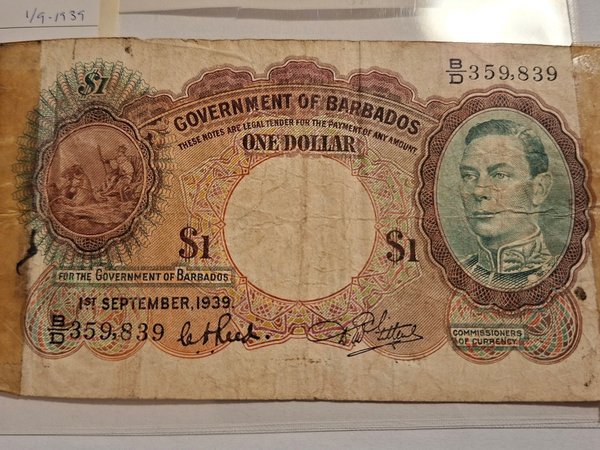 1/9-1939
$1
B/D 359,839
GOVERNMENT OF BARBADOS
THESE NOTES ARE LEGAL TENDER FOR THE PAYMENT OF ANY AMOUNT
ONE DOLLAR
$1 $1
FOR THE GOVERNMENT OF BARBADOS
1ST SEPTEMBER, 1939.
B/D 359,839
COMMISSIONERS
OF CURRENCY